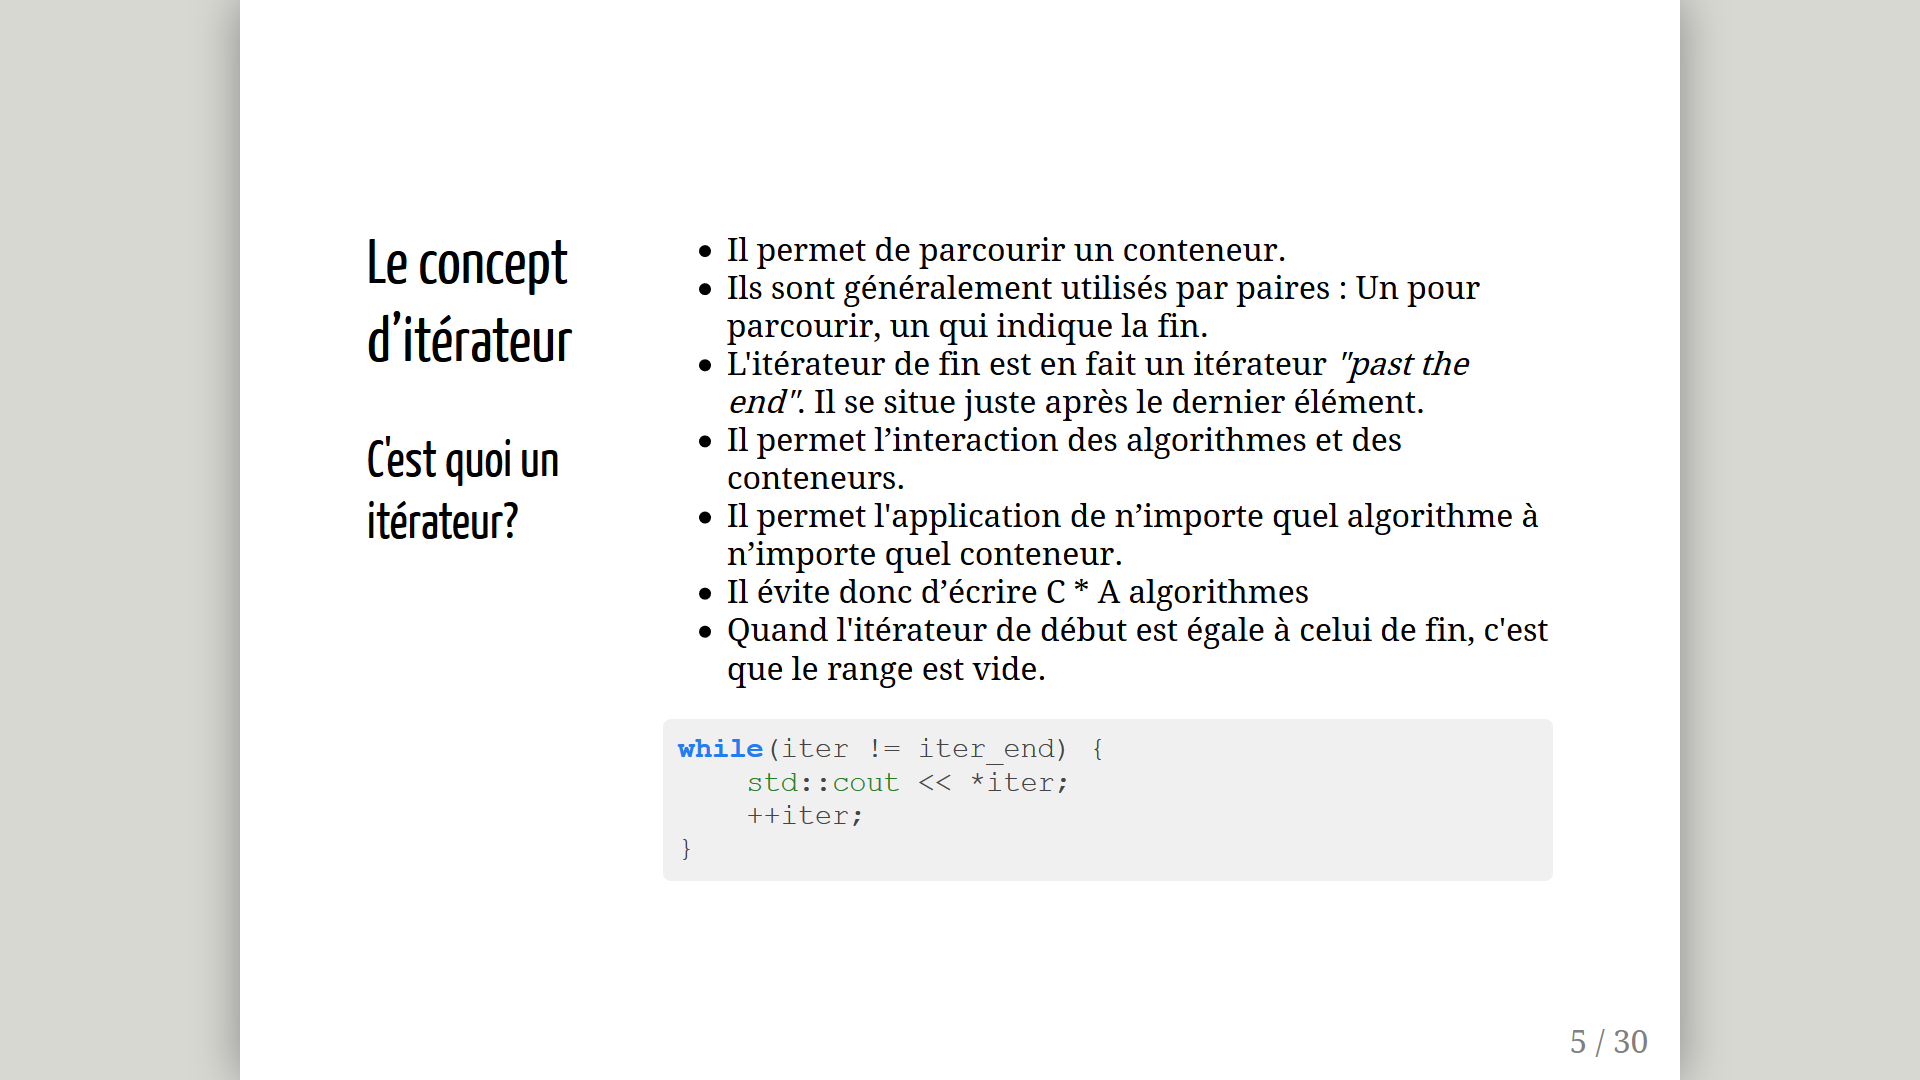 Le concept
d’itérateur
C'est quoi un
itérateur?
Il permet de parcourir un conteneur.
Ils sont généralement utilisés par paires : Un pour
parcourir, un qui indique la fin.
L'itérateur de fin est en fait un itérateur "past the
end". Il se situe juste après le dernier élément.
Il permet l’interaction des algorithmes et des
conteneurs.
Il permet l'application de n’importe quel algorithme à
n’importe quel conteneur.
Il évite donc d’écrire C * A algorithmes
Quand l'itérateur de début est égale à celui de fin, c'est
que le range est vide.
while(iter != iter_end) {
    std::cout << *iter;
    ++iter;
}
5 / 30